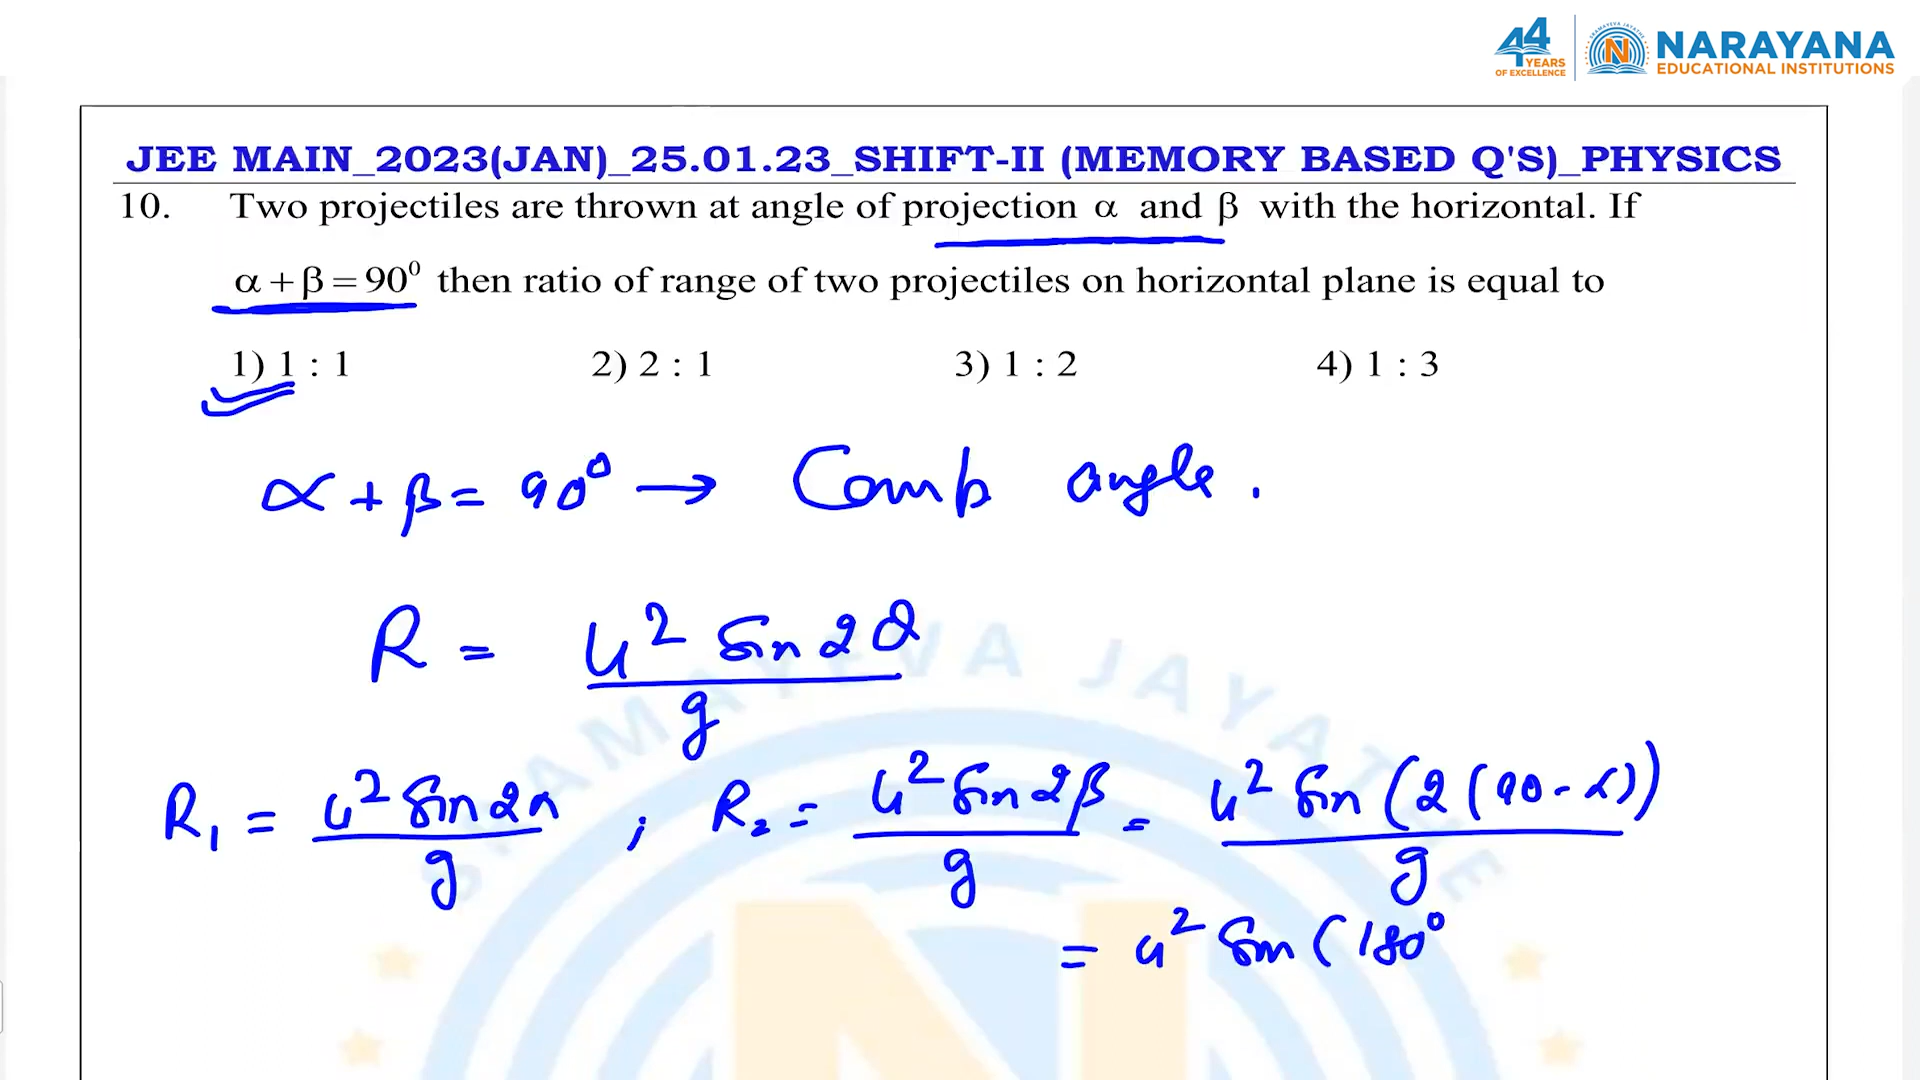 44 YEARS OF EXCELLENCE
NARAYANA
EDUCATIONAL INSTITUTIONS
JEE MAIN_2023(JAN)_25.01.23_SHIFT-II (MEMORY BASED Q'S)_PHYSICS
10. Two projectiles are thrown at angle of projection α and β with the horizontal. If
α + β = 90⁰ then ratio of range of two projectiles on horizontal plane is equal to
1) 1 : 1 2) 2 : 1 3) 1 : 2 4) 1 : 3
α + β = 90⁰ → Comp angle.
R = u² Sin 2θ / g
R₁ = u² Sin 2α / g ; R₂ = u² Sin 2β / g = u² Sin (2(90-α)) / g
= u² Sin (180⁰
SHAMAYEVA JAYATE